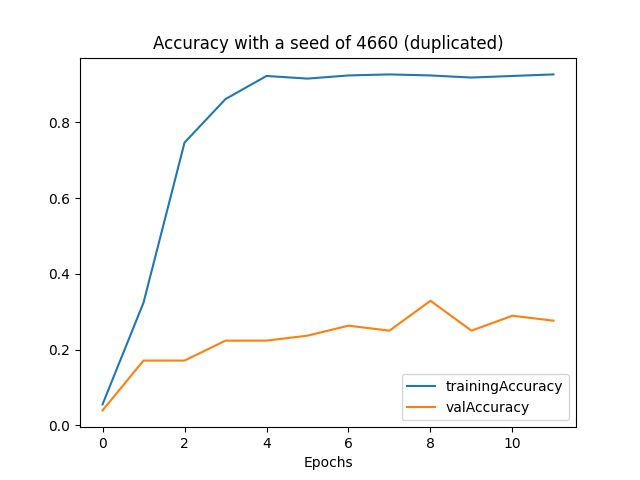 Accuracy with a seed of 4660 (duplicated)
0.8
0.6
0.4
0.2
0.0
trainingAccuracy
valAccuracy
0 2 4 6 8 10
Epochs